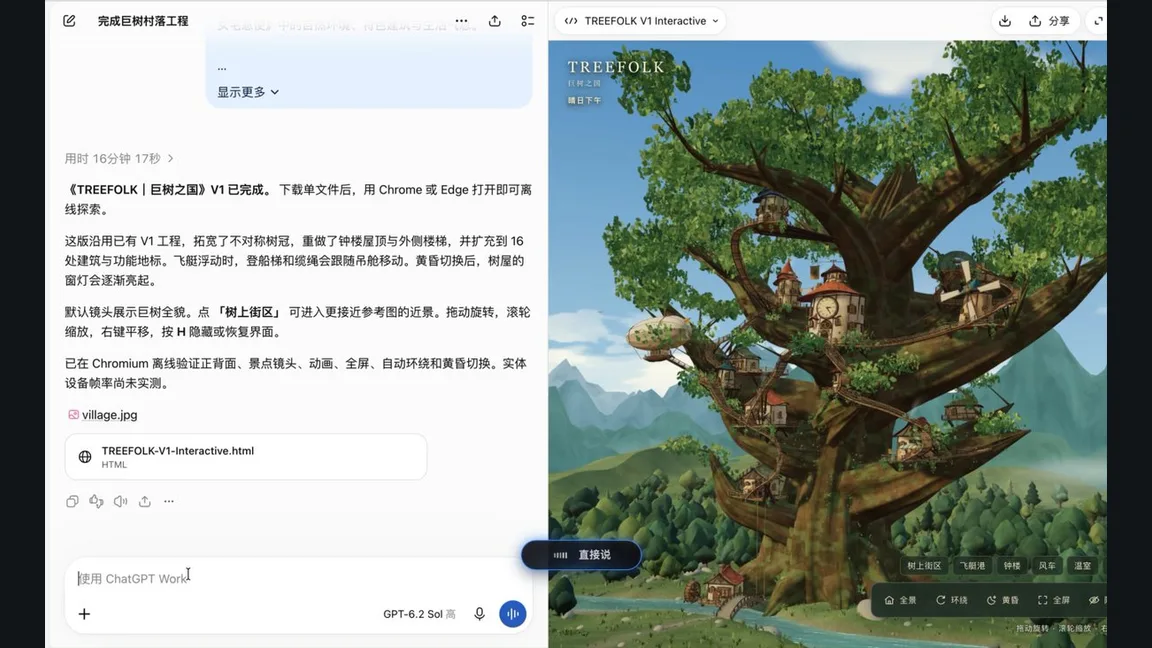 完成巨树村落工程
...
显示更多
用时 16分钟 17秒
《TREEFOLK｜巨树之国》V1 已完成。 下载单文件后，用 Chrome 或 Edge 打开即可离
线探索。
这版沿用已有 V1 工程，拓宽了不对称树冠，重做了钟楼屋顶与外侧楼梯，并扩充到 16
处建筑与功能地标。飞艇浮动时，登船梯和缆绳会跟随吊舱移动。黄昏切换后，树屋的
窗灯会逐渐亮起。
默认镜头展示巨树全貌。点 「树上街区」 可进入更接近参考图的近景。拖动旋转，滚轮
缩放，右键平移，按 H 隐藏或恢复界面。
已在 Chromium 离线验证正背面、景点镜头、动画、全屏、自动环绕和黄昏切换。实体
设备帧率尚未实测。
village.jpg
TREEFOLK-V1-Interactive.html
HTML
使用 ChatGPT Work
GPT-6.2 Sol 高
直接说
TREEFOLK V1 Interactive
分享
TREEFOLK
巨树之国
晴日下午
树上街区 飞艇港 钟楼 风车 温室
全景 环绕 黄昏 全屏
拖动旋转 · 滚轮缩放 · 右